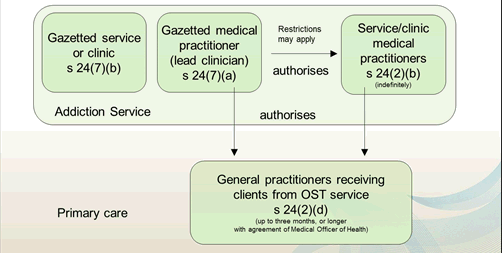 Gazetted service
or clinic
s 24(7)(b)
Gazetted medical
practitioner
(lead clinician)
s 24(7)(a)
Restrictions
may apply
authorises
Service/clinic
medical
practitioners
s 24(2)(b)
(indefinitely)
Addiction Service
authorises
General practitioners receiving
clients from OST service
s 24(2)(d)
(up to three months, or longer
with agreement of Medical Officer of Health)
Primary care